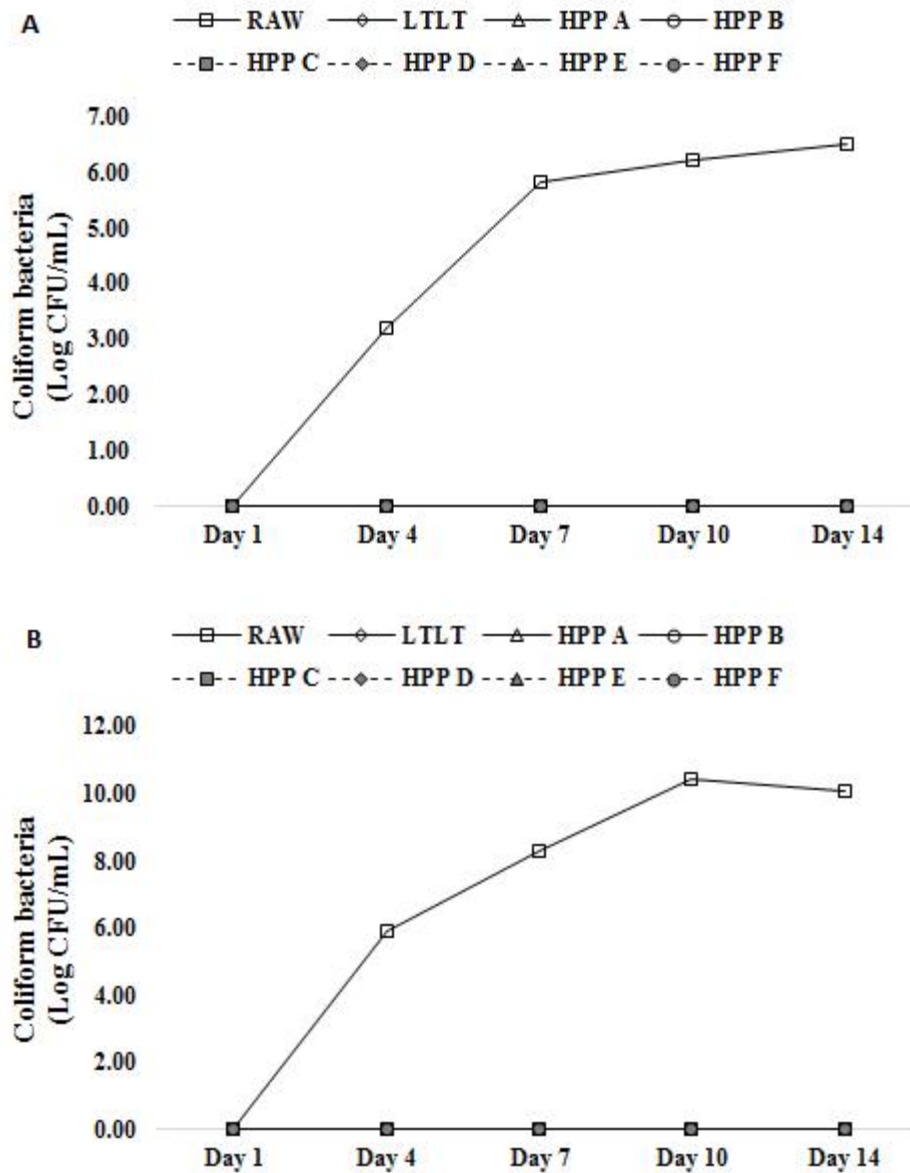 A
RAW LTLT HPP A HPP B
HPP C HPP D HPP E HPP F
Coliform bacteria
(Log CFU/mL)
7.00
6.00
5.00
4.00
3.00
2.00
1.00
0.00
Day 1 Day 4 Day 7 Day 10 Day 14
B
RAW LTLT HPP A HPP B
HPP C HPP D HPP E HPP F
Coliform bacteria
(Log CFU/mL)
12.00
10.00
8.00
6.00
4.00
2.00
0.00
Day 1 Day 4 Day 7 Day 10 Day 14